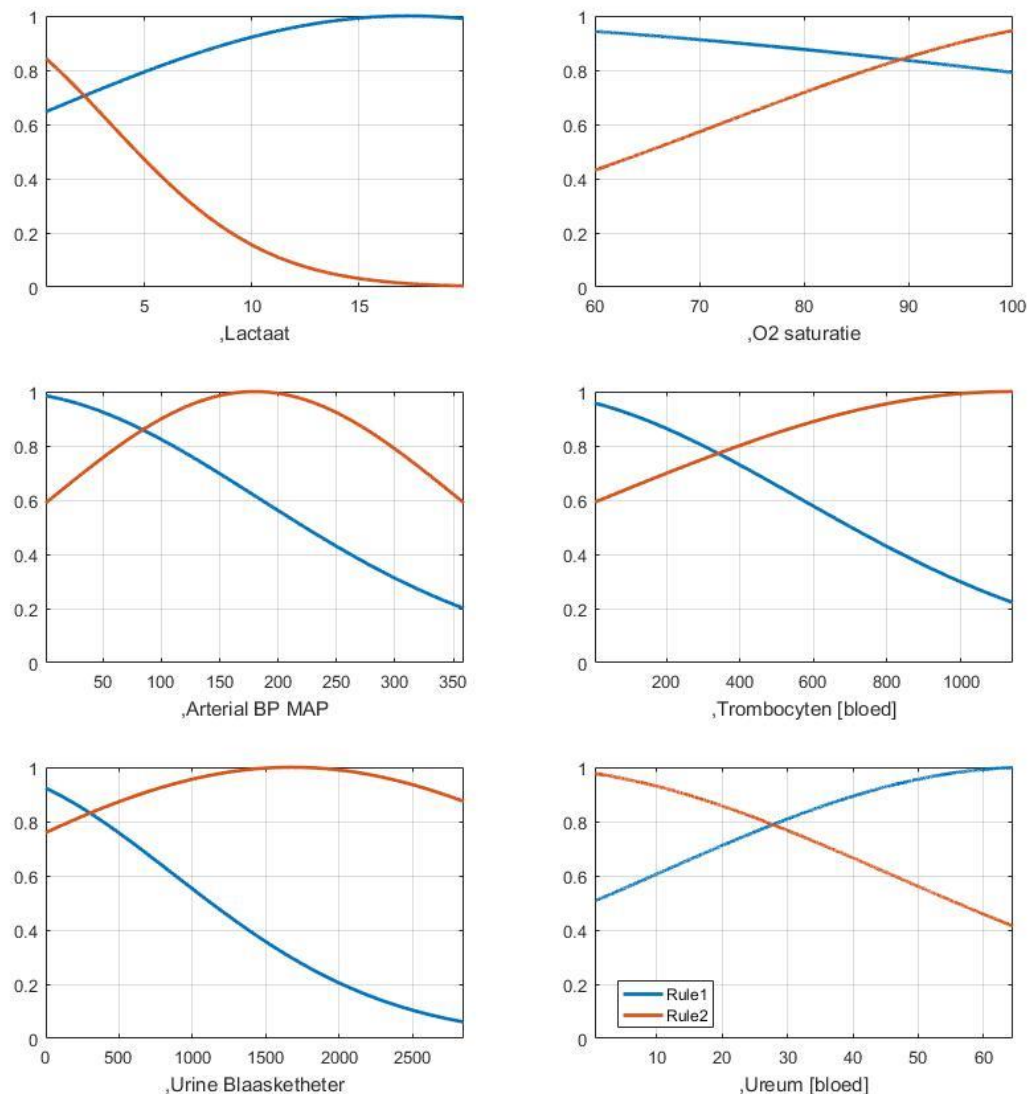 1
0.8
0.6
0.4
0.2
0
5 10 15
,Lactaat
1
0.8
0.6
0.4
0.2
0
60 70 80 90 100
,O2 saturatie
1
0.8
0.6
0.4
0.2
0
50 100 150 200 250 300 350
,Arterial BP MAP
1
0.8
0.6
0.4
0.2
0
200 400 600 800 1000
,Trombocyten [bloed]
1
0.8
0.6
0.4
0.2
0
0 500 1000 1500 2000 2500
,Urine Blaasketheter
1
0.8
0.6
0.4
0.2
0
Rule1
Rule2
10 20 30 40 50 60
,Ureum [bloed]